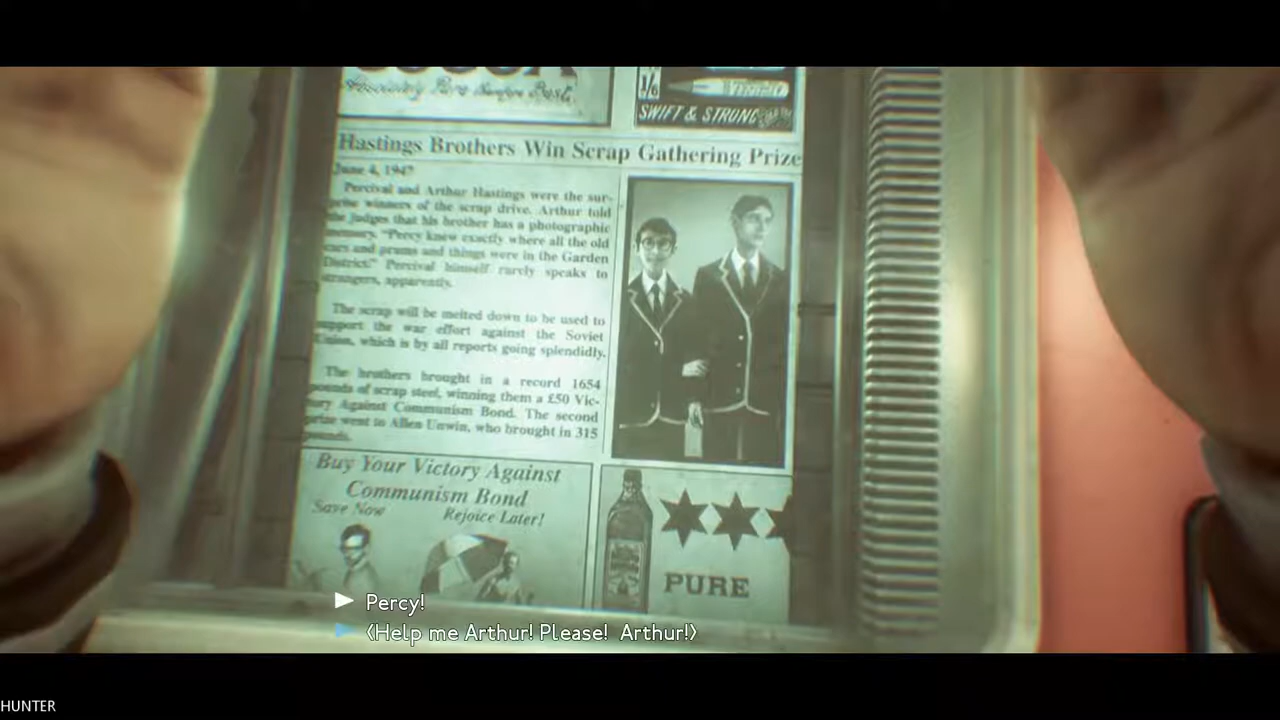 Absolutely Pure
1/6
SWIFT & STRONG
Hastings Brothers Win Scrap Gathering Prize
June 4, 1947
Percival and Arthur Hastings were the sur-
prise winners of the scrap drive. Arthur told
the judges that his brother has a photographic
memory. "Percy knew exactly where all the old
cars and prams and things were in the Garden
District." Percival himself rarely speaks to
strangers, apparently.
The scrap will be melted down to be used to
support the war effort against the Soviet
Union, which is by all reports going splendidly.
The brothers brought in a record 1654
pounds of scrap steel, winning them a £50 Vic-
tory Against Communism Bond. The second
prize went to Allen Unwin, who brought in 315
pounds.
Buy Your Victory Against
Communism Bond
Save Now
Rejoice Later!
PURE
Percy!
<Help me Arthur! Please! Arthur!>
HUNTER